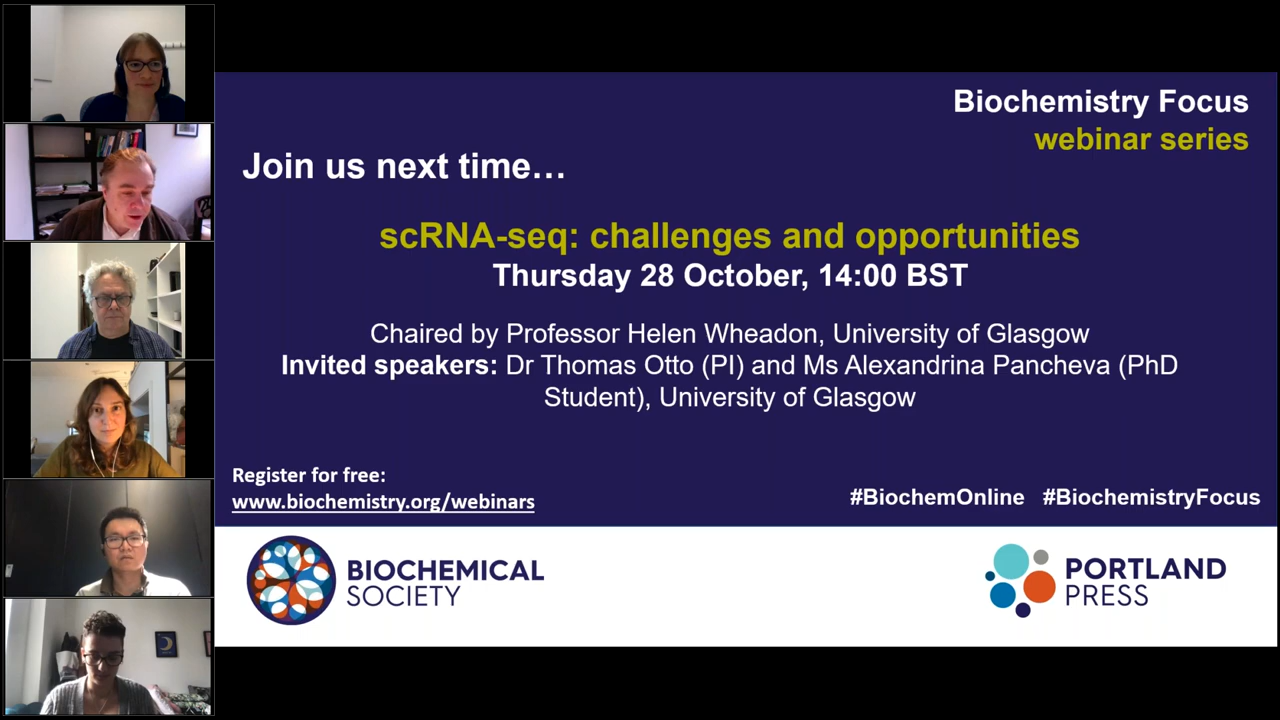 Biochemistry Focus
webinar series
Join us next time…
scRNA-seq: challenges and opportunities
Thursday 28 October, 14:00 BST
Chaired by Professor Helen Wheadon, University of Glasgow
Invited speakers: Dr Thomas Otto (PI) and Ms Alexandrina Pancheva (PhD
Student), University of Glasgow
Register for free:
www.biochemistry.org/webinars
#BiochemOnline #BiochemistryFocus
BIOCHEMICAL
SOCIETY
PORTLAND
PRESS